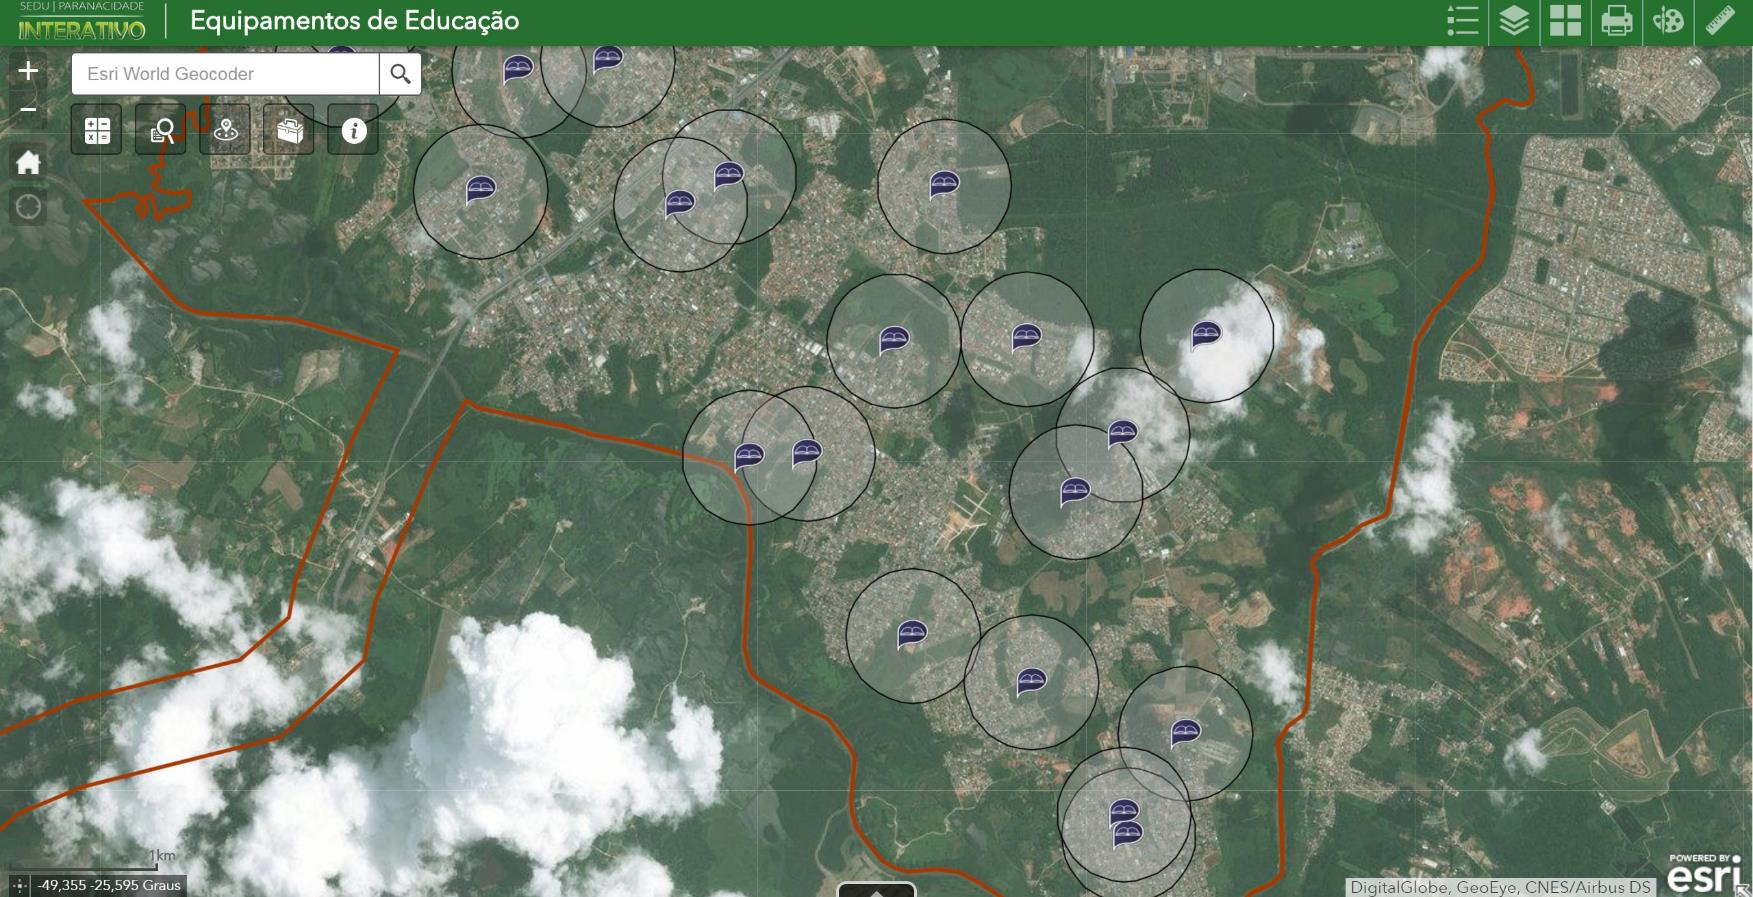 SEDU | PARANACIDADE
INTERATIVO
Equipamentos de Educação
+
Esri World Geocoder
−
i
1km
-49,355 -25,595 Graus
POWERED BY
esri
DigitalGlobe, GeoEye, CNES/Airbus DS